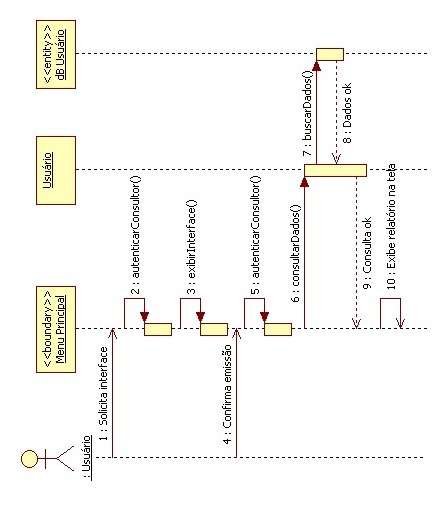 : Usuário
<<boundary>>
Menu Principal
Usuário
<<entity>>
dB Usuário
1 : Solicita interface
2 : autenticarConsultor()
3 : exibirInterface()
4 : Confirma emissão
5 : autenticarConsultor()
6 : consultarDados()
7 : buscarDados()
8 : Dados ok
9 : Consulta ok
10 : Exibe relatório na tela